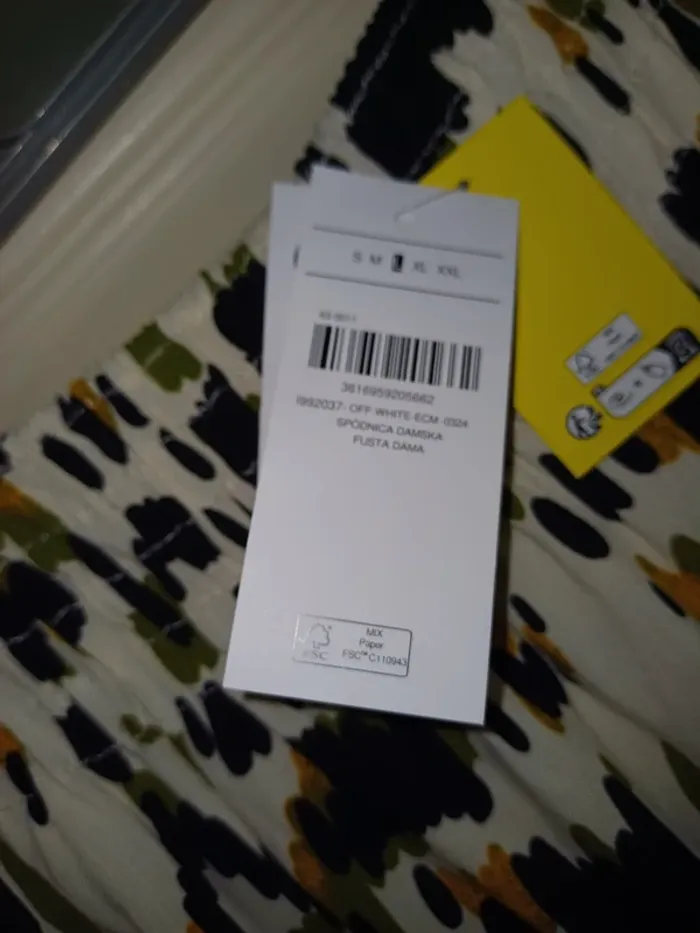 S M L XL XXL
3616959205662
I992037- OFF WHITE-ECM -0324
SPÓDNICA DAMSKA
FUSTA DAMA
FSC
MIX
Paper
FSC™ C110943